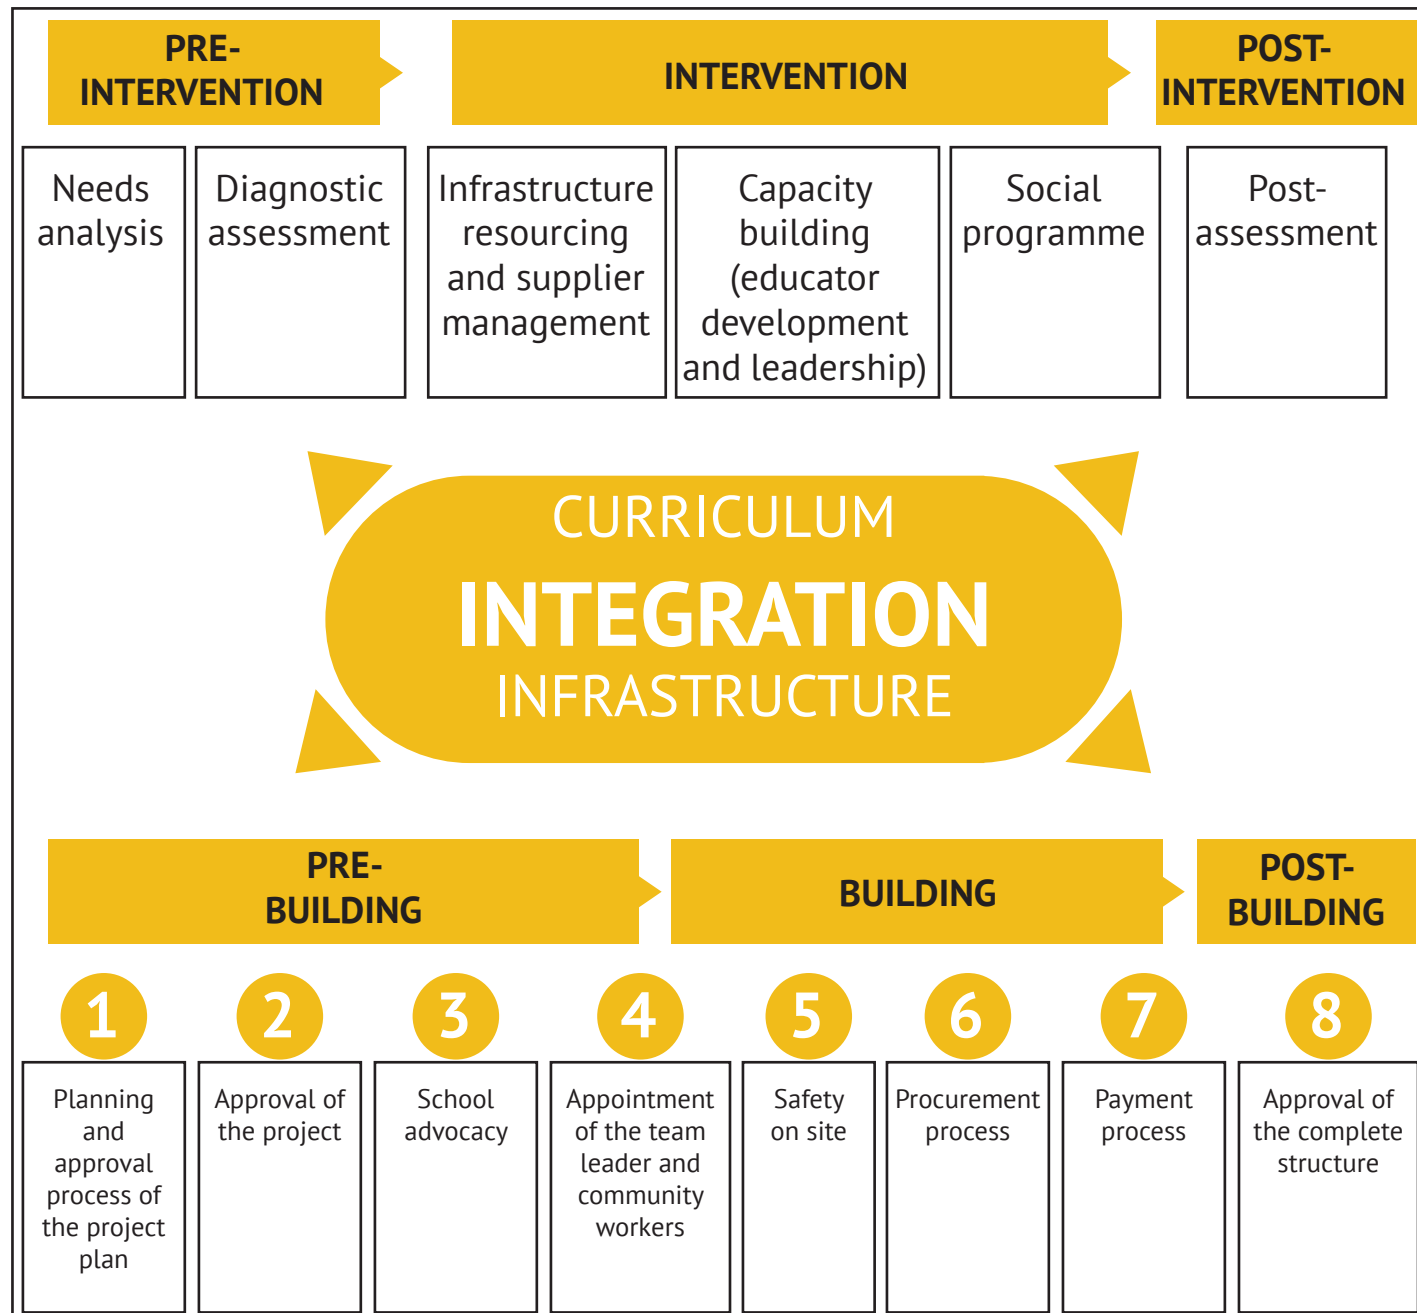 PRE-
INTERVENTION
INTERVENTION
POST-
INTERVENTION
Needs
analysis
Diagnostic
assessment
Infrastructure
resourcing
and supplier
management
Capacity
building
(educator
development
and leadership)
Social
programme
Post-
assessment
CURRICULUM
INTEGRATION
INFRASTRUCTURE
PRE-
BUILDING
BUILDING
POST-
BUILDING
1
Planning
and
approval
process of
the project
plan
2
Approval of
the project
3
School
advocacy
4
Appointment
of the team
leader and
community
workers
5
Safety
on site
6
Procurement
process
7
Payment
process
8
Approval of
the complete
structure